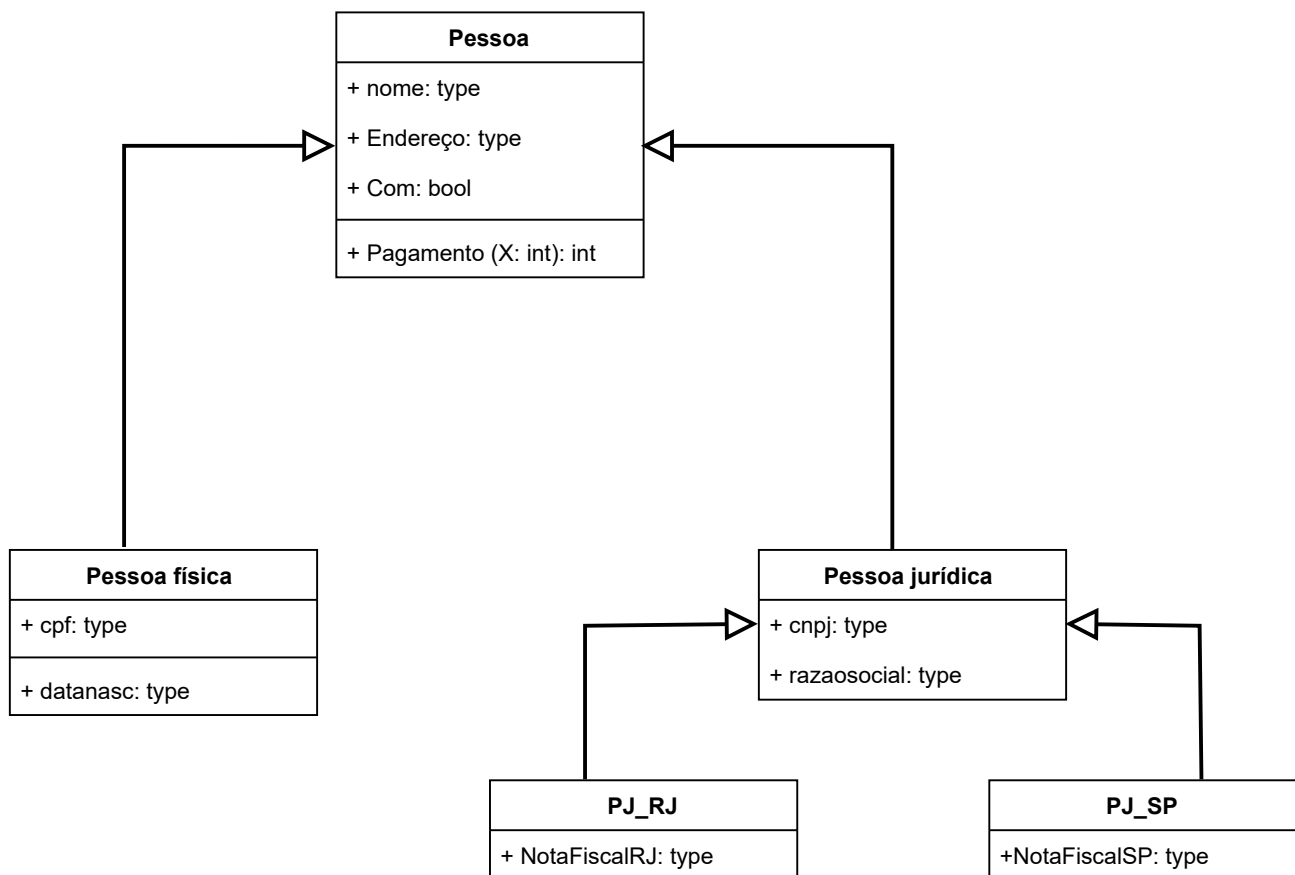 Pessoa
+ nome: type
+ Endereço: type
+ Com: bool
+ Pagamento (X: int): int
Pessoa física
+ cpf: type
+ datanasc: type
Pessoa jurídica
+ cnpj: type
+ razaosocial: type
PJ_RJ
+ NotaFiscalRJ: type
PJ_SP
+NotaFiscalSP: type